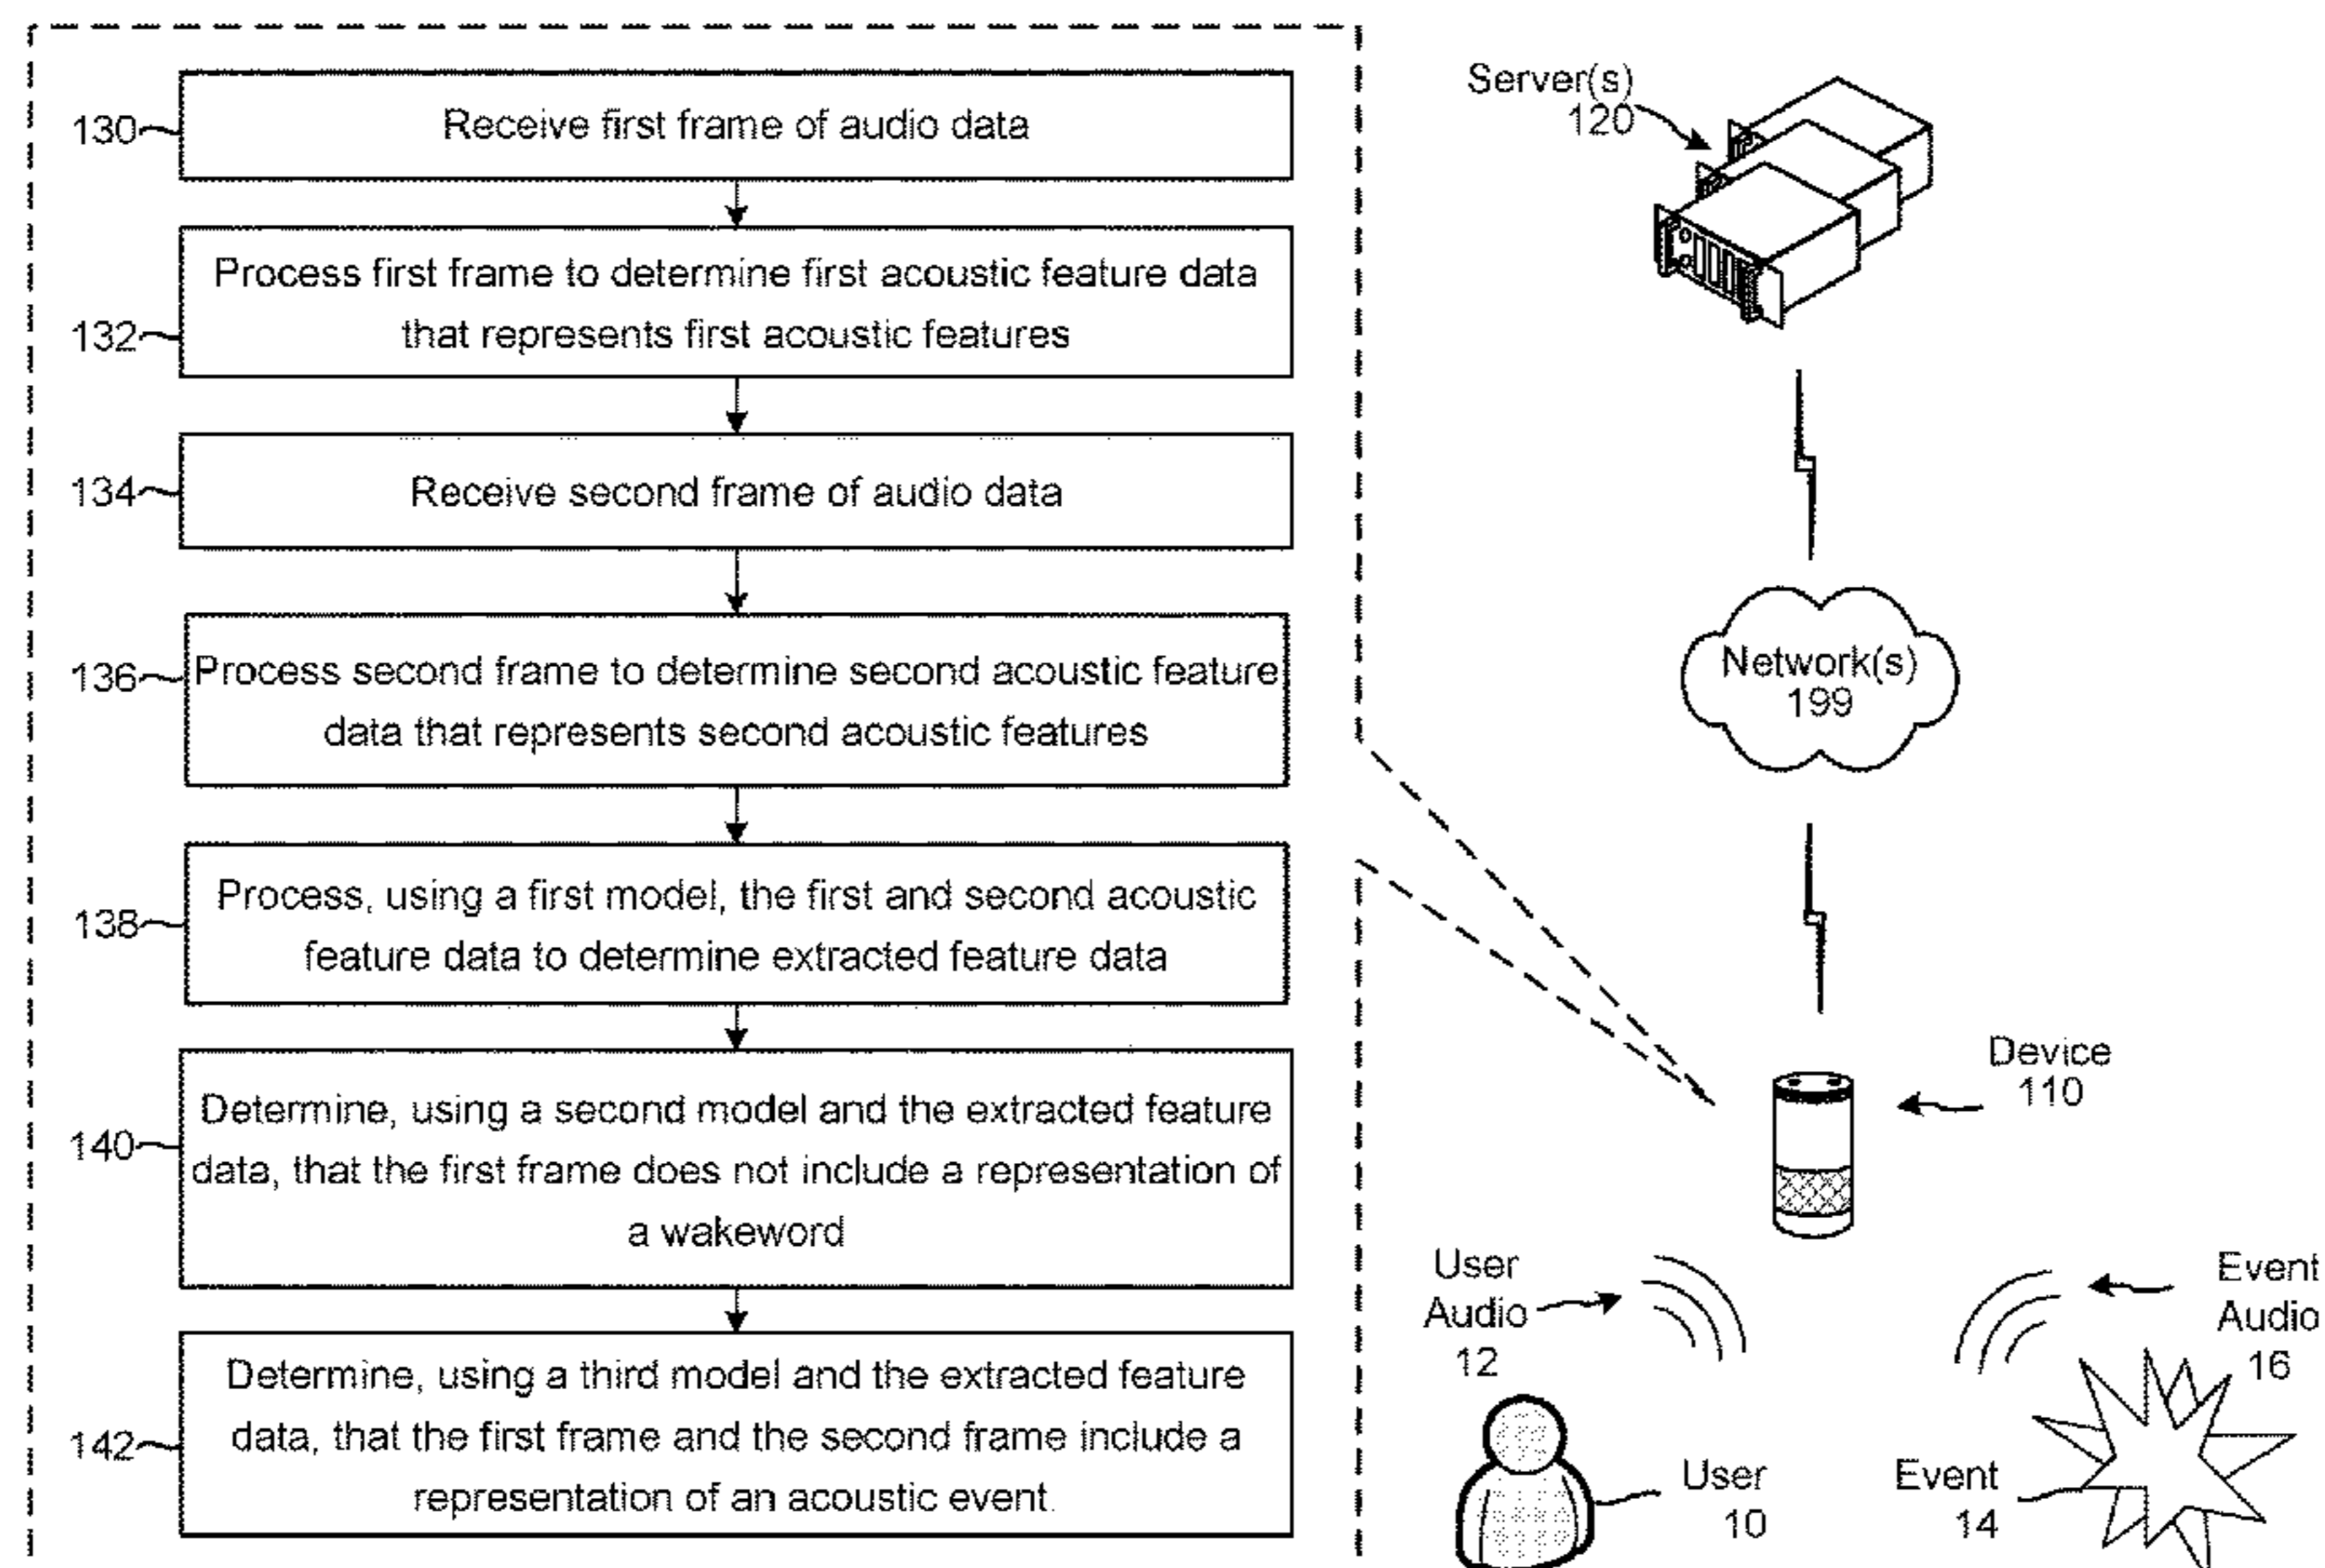 130
Receive first frame of audio data
132
Process first frame to determine first acoustic feature data
that represents first acoustic features
134
Receive second frame of audio data
136
Process second frame to determine second acoustic feature
data that represents second acoustic features
138
Process, using a first model, the first and second acoustic
feature data to determine extracted feature data
140
Determine, using a second model and the extracted feature
data, that the first frame does not include a representation of
a wakeword
142
Determine, using a third model and the extracted feature
data, that the first frame and the second frame include a
representation of an acoustic event.
Server(s)
120
Network(s)
199
Device
110
User
Audio
12
Event
Audio
16
User
10
Event
14